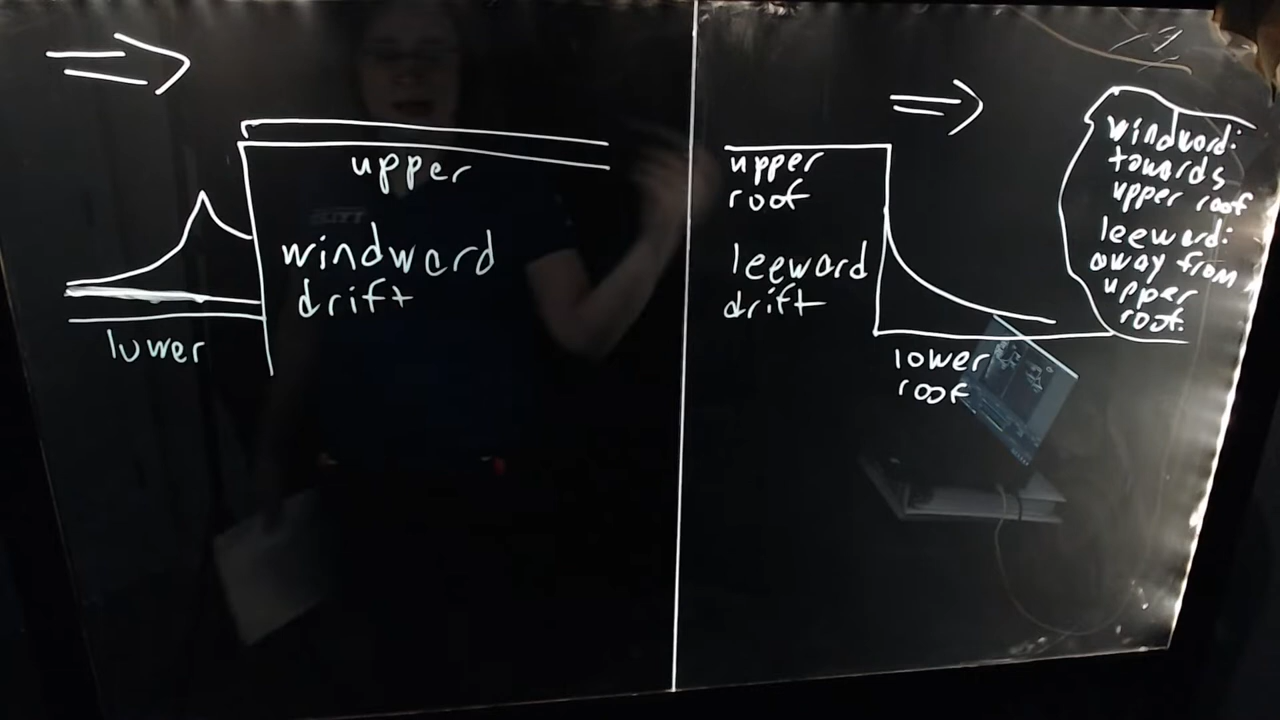 upper
windward
drift
lower
upper
roof
leeward
drift
lower
roof
windward:
towards
upper roof
leeward:
away from
upper
roof.